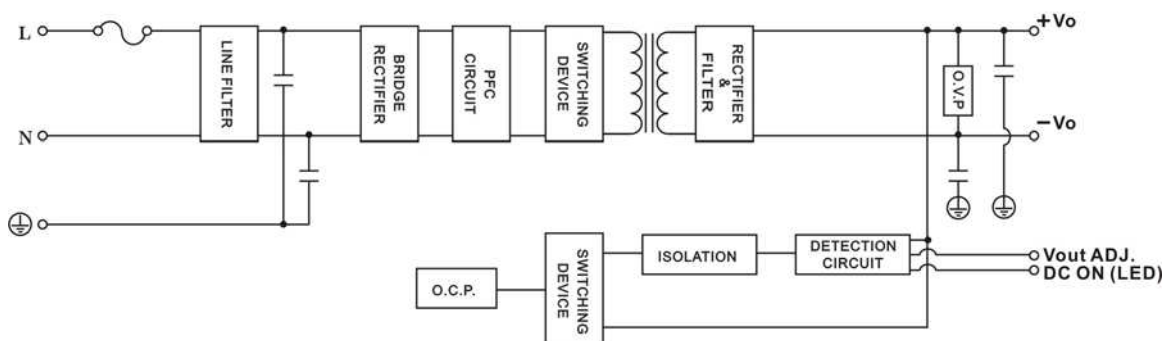 L
LINE FILTER
BRIDGE
RECTIFIER
PFC
CIRCUIT
SWITCHING
DEVICE
RECTIFIER
&
FILTER
O.V.P
+Vo
N
−Vo
SWITCHING
DEVICE
O.C.P.
ISOLATION
DETECTION
CIRCUIT
Vout ADJ.
DC ON (LED)